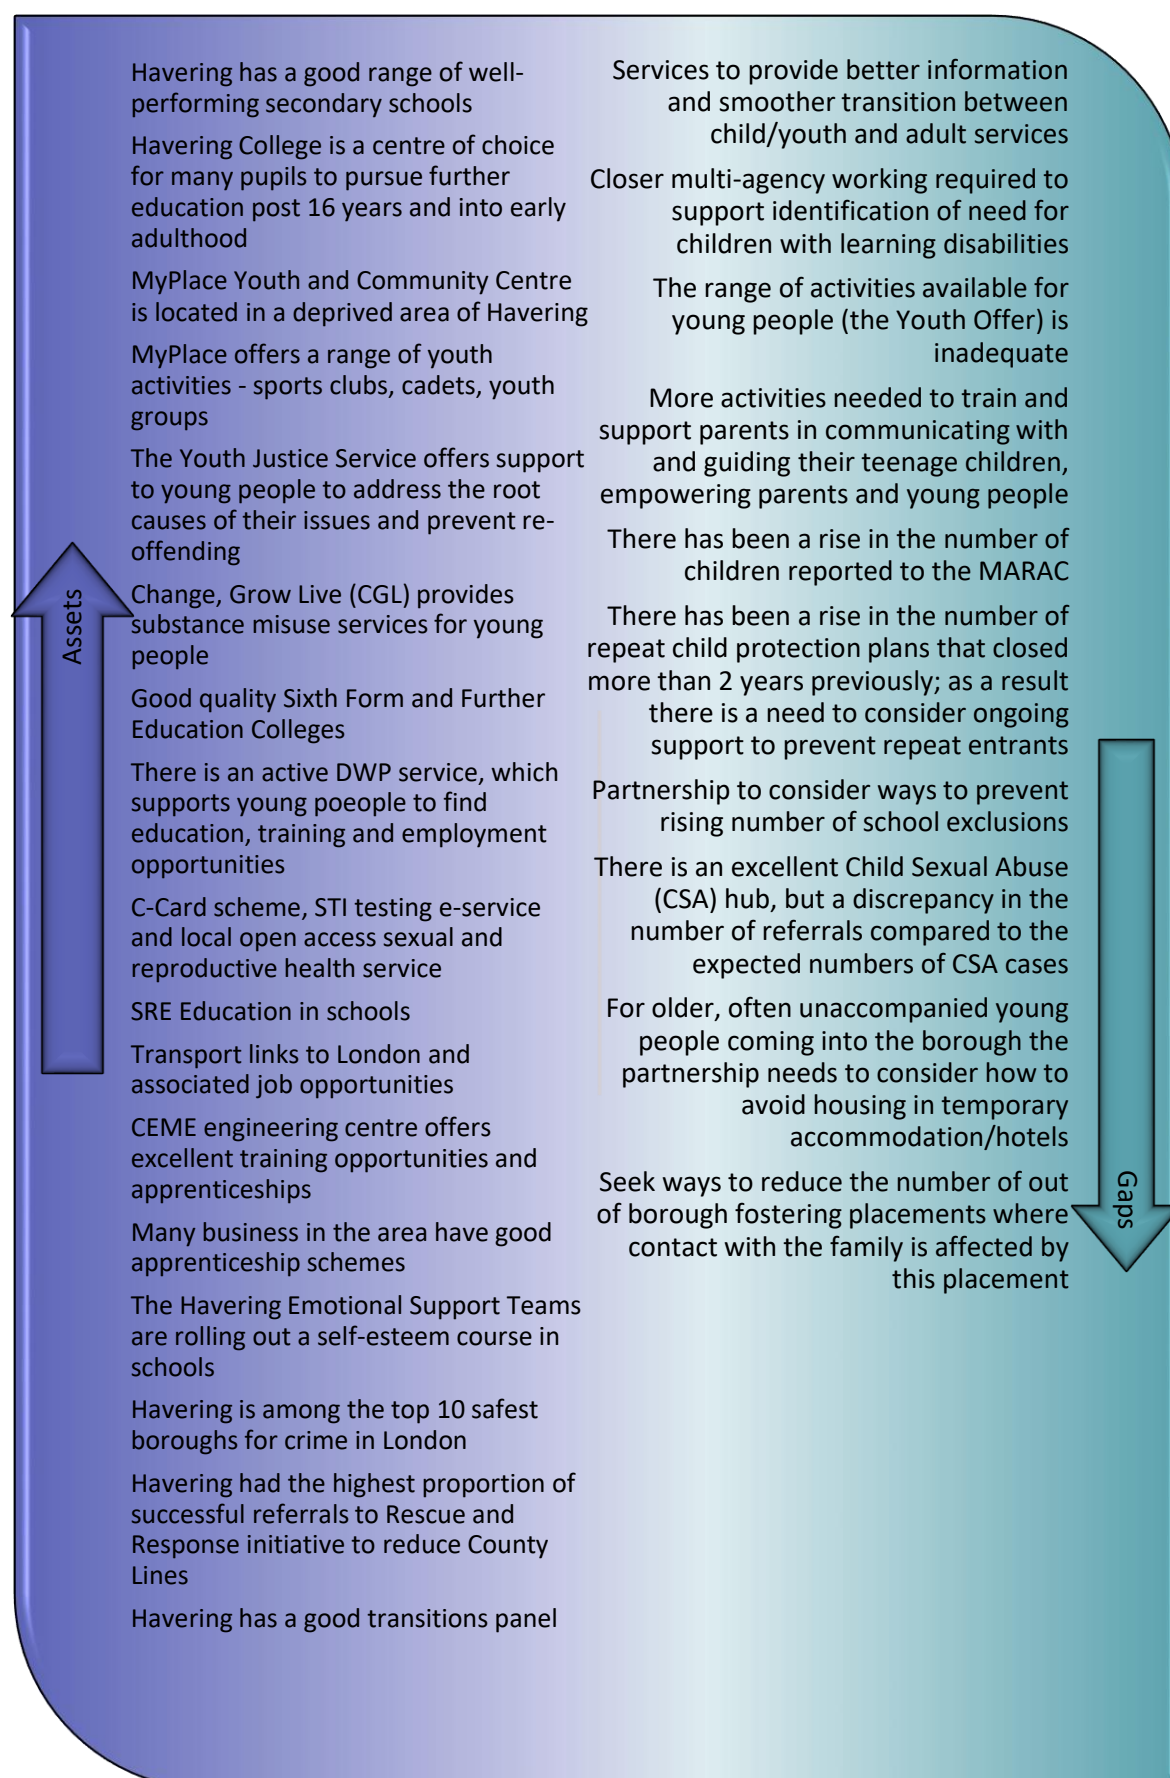 Havering has a good range of well-
performing secondary schools
Havering College is a centre of choice
for many pupils to pursue further
education post 16 years and into early
adulthood
MyPlace Youth and Community Centre
is located in a deprived area of Havering
MyPlace offers a range of youth
activities - sports clubs, cadets, youth
groups
The Youth Justice Service offers support
to young people to address the root
causes of their issues and prevent re-
offending
Change, Grow Live (CGL) provides
substance misuse services for young
people
Good quality Sixth Form and Further
Education Colleges
There is an active DWP service, which
supports young poeople to find
education, training and employment
opportunities
C-Card scheme, STI testing e-service
and local open access sexual and
reproductive health service
SRE Education in schools
Transport links to London and
associated job opportunities
CEME engineering centre offers
excellent training opportunities and
apprenticeships
Many business in the area have good
apprenticeship schemes
The Havering Emotional Support Teams
are rolling out a self-esteem course in
schools
Havering is among the top 10 safest
boroughs for crime in London
Havering had the highest proportion of
successful referrals to Rescue and
Response initiative to reduce County
Lines
Havering has a good transitions panel
Assets
Services to provide better information
and smoother transition between
child/youth and adult services
Closer multi-agency working required to
support identification of need for
children with learning disabilities
The range of activities available for
young people (the Youth Offer) is
inadequate
More activities needed to train and
support parents in communicating with
and guiding their teenage children,
empowering parents and young people
There has been a rise in the number of
children reported to the MARAC
There has been a rise in the number of
repeat child protection plans that closed
more than 2 years previously; as a result
there is a need to consider ongoing
support to prevent repeat entrants
Partnership to consider ways to prevent
rising number of school exclusions
There is an excellent Child Sexual Abuse
(CSA) hub, but a discrepancy in the
number of referrals compared to the
expected numbers of CSA cases
For older, often unaccompanied young
people coming into the borough the
partnership needs to consider how to
avoid housing in temporary
accommodation/hotels
Seek ways to reduce the number of out
of borough fostering placements where
contact with the family is affected by
this placement
Gaps